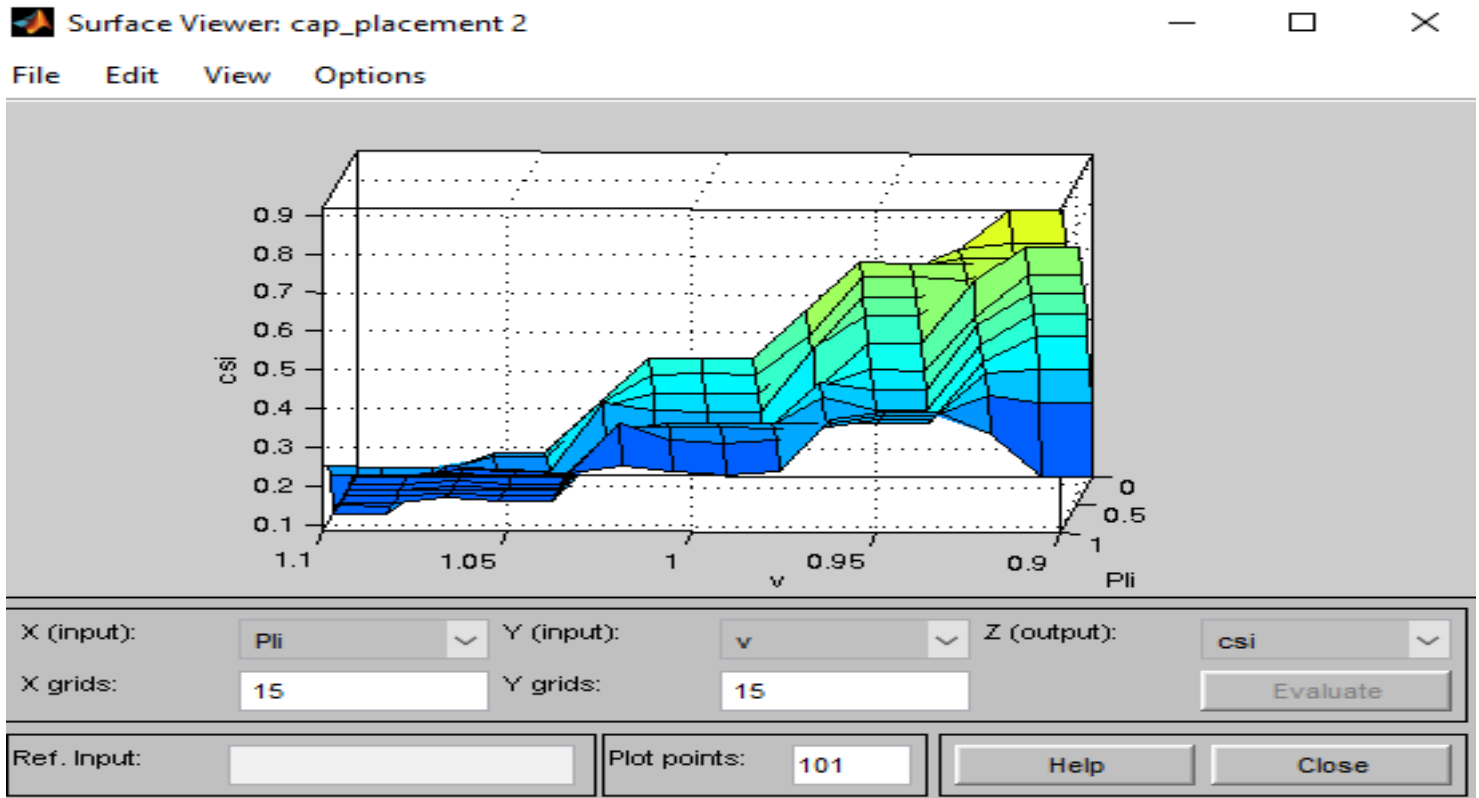 Surface Viewer: cap_placement 2
File Edit View Options
0.9
0.8
0.7
0.6
0.5
0.4
0.3
0.2
0.1
csi
1.1 1.05 1 0.95 0.9
v
0
0.5
1
Pli
X (input): Pli Y (input): v Z (output): csi
X grids: 15 Y grids: 15 Evaluate
Ref. Input: Plot points: 101 Help Close